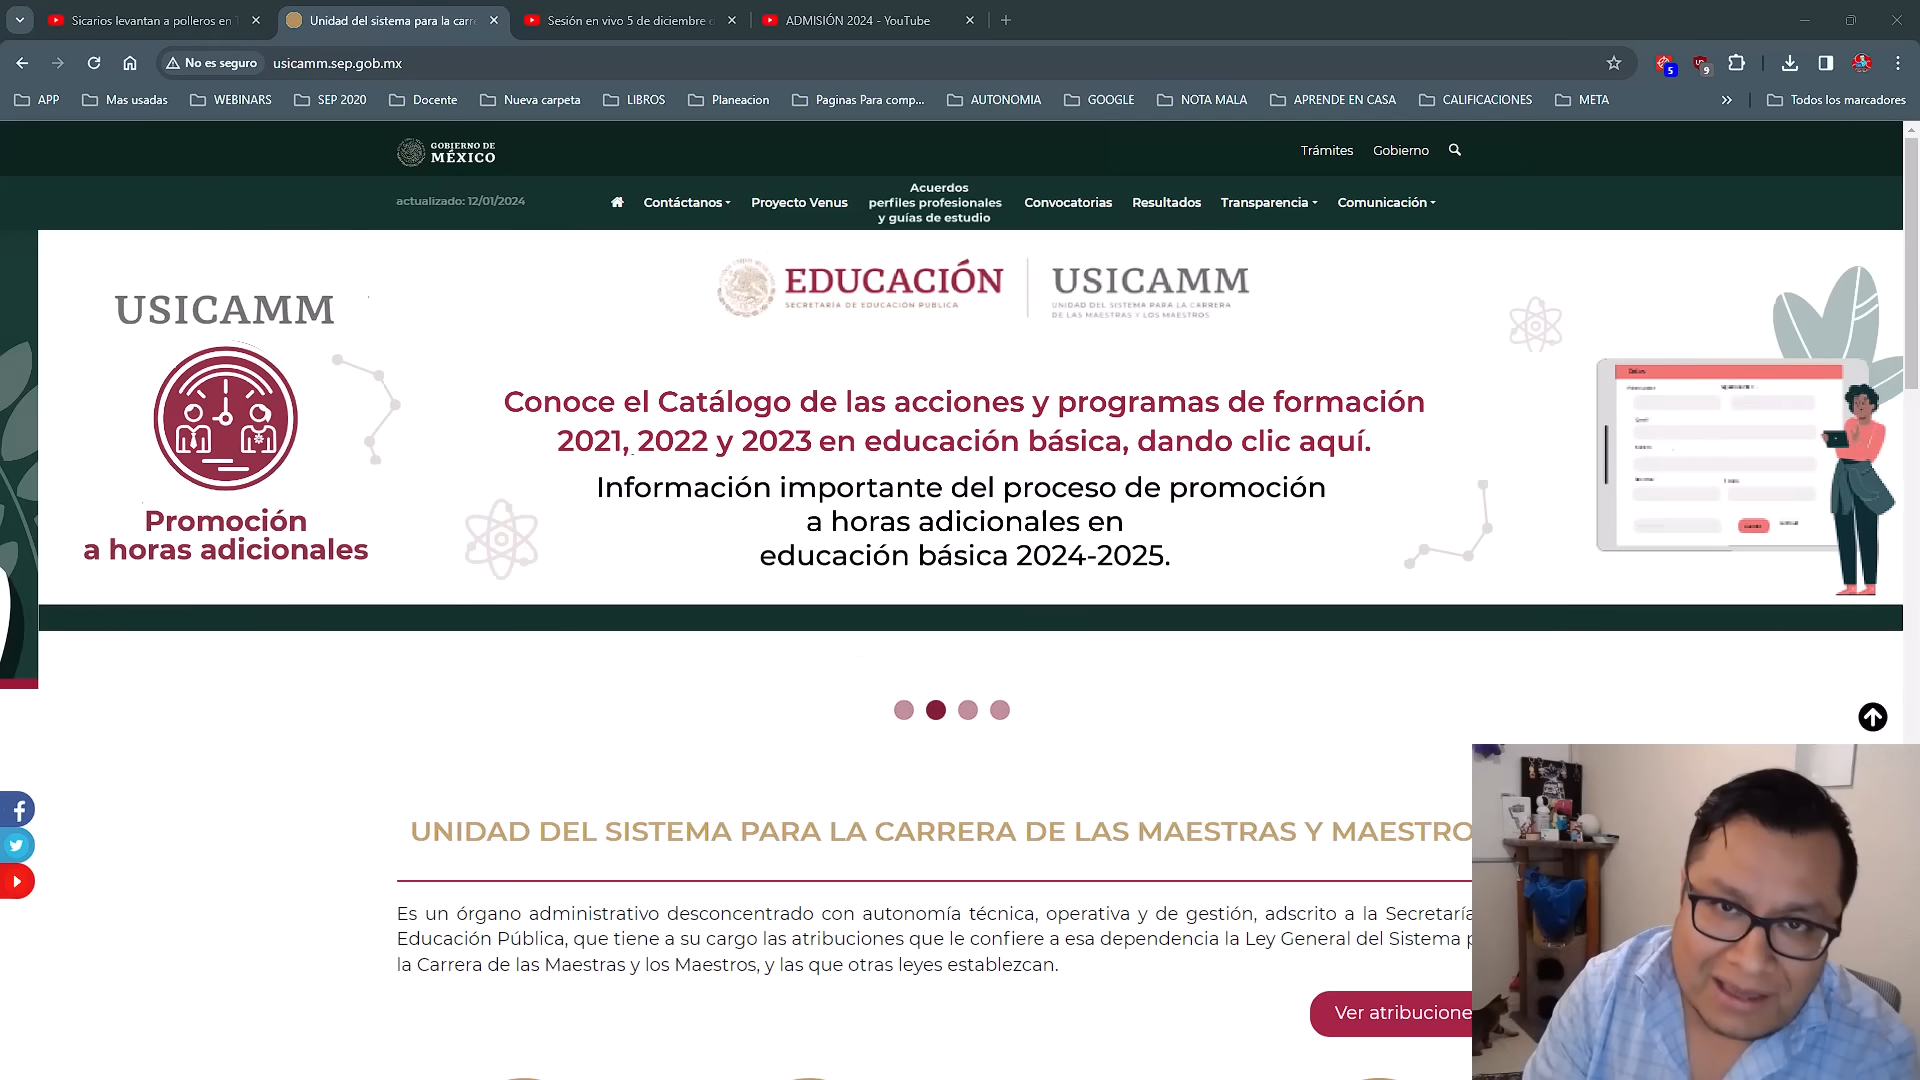 Sicarios levantan a polleros en
Unidad del sistema para la carr
Sesión en vivo 5 de diciembre d
ADMISIÓN 2024 - YouTube
No es seguro
usicamm.sep.gob.mx
5
9
APP
Mas usadas
WEBINARS
SEP 2020
Docente
Nueva carpeta
LIBROS
Planeacion
Paginas Para comp...
AUTONOMIA
GOOGLE
NOTA MALA
APRENDE EN CASA
CALIFICACIONES
META
Todos los marcadores
GOBIERNO DE
MÉXICO
Trámites
Gobierno
actualizado: 12/01/2024
Contáctanos
Proyecto Venus
Acuerdos
perfiles profesionales
y guías de estudio
Convocatorias
Resultados
Transparencia
Comunicación
EDUCACIÓN
SECRETARÍA DE EDUCACIÓN PÚBLICA
USICAMM
UNIDAD DEL SISTEMA PARA LA CARRERA
DE LAS MAESTRAS Y LOS MAESTROS
USICAMM
Promoción
a horas adicionales
Conoce el Catálogo de las acciones y programas de formación
2021, 2022 y 2023 en educación básica, dando clic aquí.
Información importante del proceso de promoción
a horas adicionales en
educación básica 2024-2025.
UNIDAD DEL SISTEMA PARA LA CARRERA DE LAS MAESTRAS Y MAESTRO
Es un órgano administrativo desconcentrado con autonomía técnica, operativa y de gestión, adscrito a la Secretaría
Educación Pública, que tiene a su cargo las atribuciones que le confiere a esa dependencia la Ley General del Sistema p
la Carrera de las Maestras y los Maestros, y las que otras leyes establezcan.
Ver atribucione